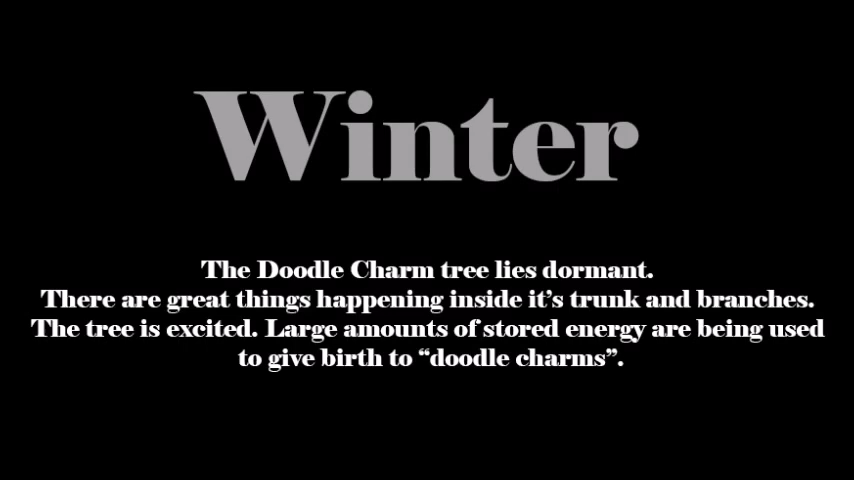 Winter
The Doodle Charm tree lies dormant.
There are great things happening inside it’s trunk and branches.
The tree is excited. Large amounts of stored energy are being used
to give birth to “doodle charms”.